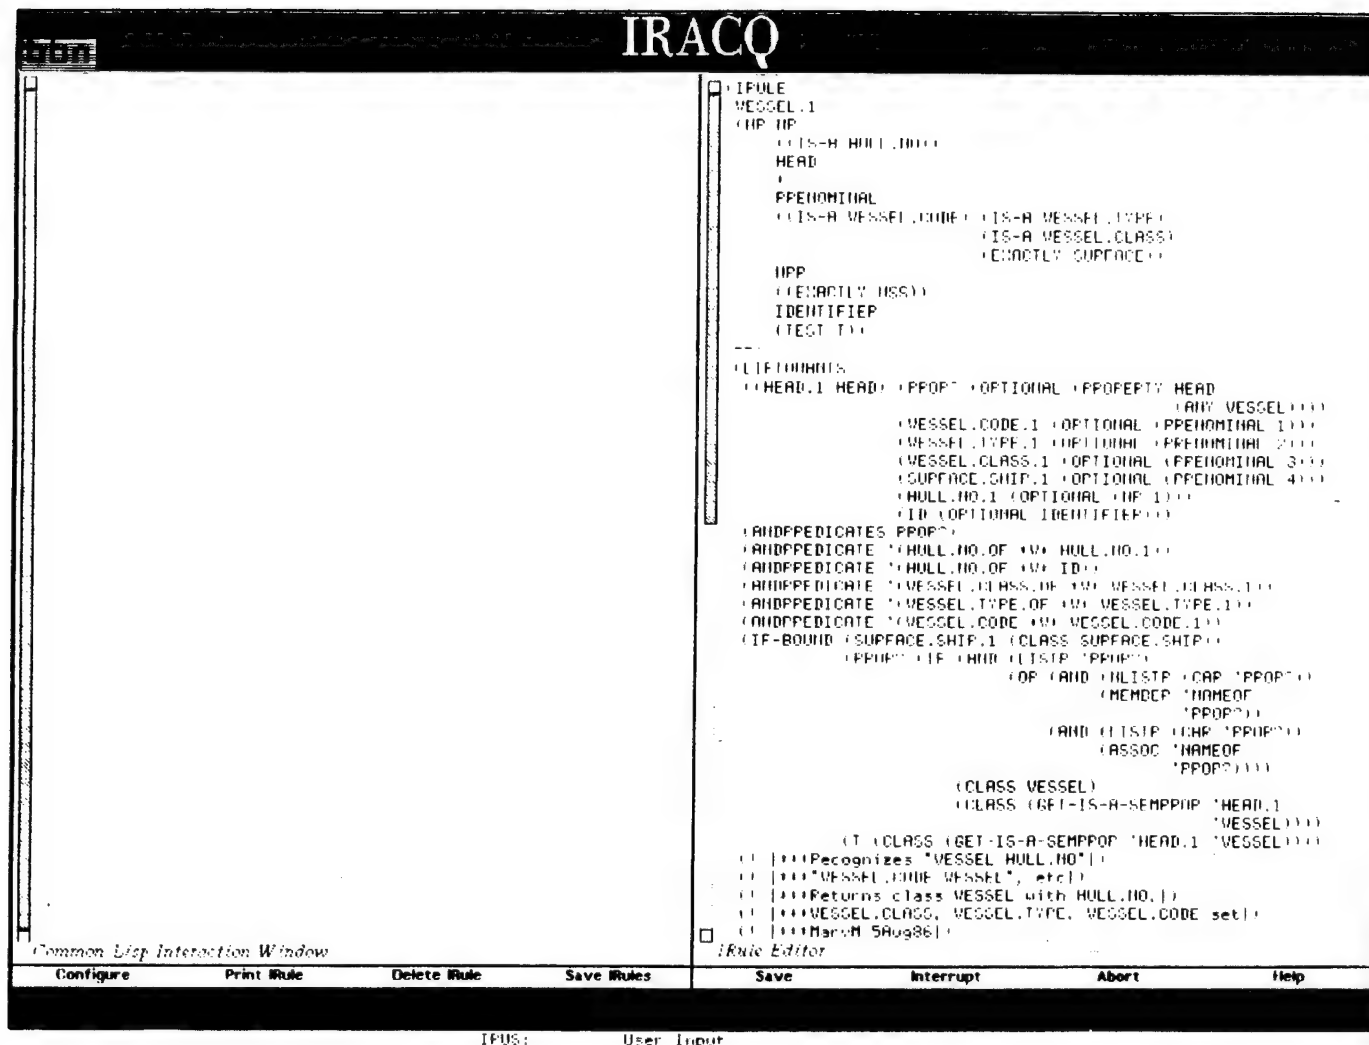 IRACQ
bbn
(IRULE
VESSEL.1
(NP NP
((IS-A HULL.NO))
HEAD
*
PRENOMINAL
((IS-A VESSEL.CODE) (IS-A VESSEL.TYPE)
(IS-A VESSEL.CLASS)
(EXACTLY SURFACE))
NPR
((EXACTLY USS))
IDENTIFIER
(TEST T))
---
((HEAD.1 HEAD) (PROP? (OPTIONAL (PROPERTY HEAD
(ANY VESSEL))))
(VESSEL.CODE.1 (OPTIONAL (PRENOMINAL 1)))
(VESSEL.TYPE.1 (OPTIONAL (PRENOMINAL 2)))
(VESSEL.CLASS.1 (OPTIONAL (PRENOMINAL 3)))
(SURFACE.SHIP.1 (OPTIONAL (PRENOMINAL 4)))
(HULL.NO.1 (OPTIONAL (NP 1)))
(ID (OPTIONAL IDENTIFIER)))
(ANDPREDICATES PROP?)
(ANDPREDICATE '(HULL.NO.OF *V* HULL.NO.1))
(ANDPREDICATE '(HULL.NO.OF *V* ID))
(ANDPREDICATE '(VESSEL.CLASS.OF *V* VESSEL.CLASS.1))
(ANDPREDICATE '(VESSEL.TYPE.OF *V* VESSEL.TYPE.1))
(ANDPREDICATE '(VESSEL.CODE *V* VESSEL.CODE.1))
(IF-BOUND (SURFACE.SHIP.1 (CLASS SURFACE.SHIP))
(PROP? (IF (AND (LISTP 'PROP?)
(OR (AND (NLISTP (CAR 'PROP?))
(MEMBER 'NAMEOF
'PROP?))
(AND (LISTP (CAR 'PROP?))
(ASSOC 'NAMEOF
'PROP?))))
(CLASS VESSEL)
(CLASS (GET-IS-A-SEMPROP 'HEAD.1
'VESSEL))))
(T (CLASS (GET-IS-A-SEMPROP 'HEAD.1 'VESSEL))))
(! |***Recognizes "VESSEL HULL.NO"|)
(! |***"VESSEL.CODE VESSEL", etc|)
(! |***Returns class VESSEL with HULL.NO,|)
(! |***VESSEL.CLASS, VESSEL.TYPE, VESSEL.CODE set|)
(! |***MaryM 5Aug86|)
Common Lisp Interaction Window
IRule Editor
Configure Print IRule Delete IRule Save IRules Save Interrupt Abort Help
IRUS: User Input